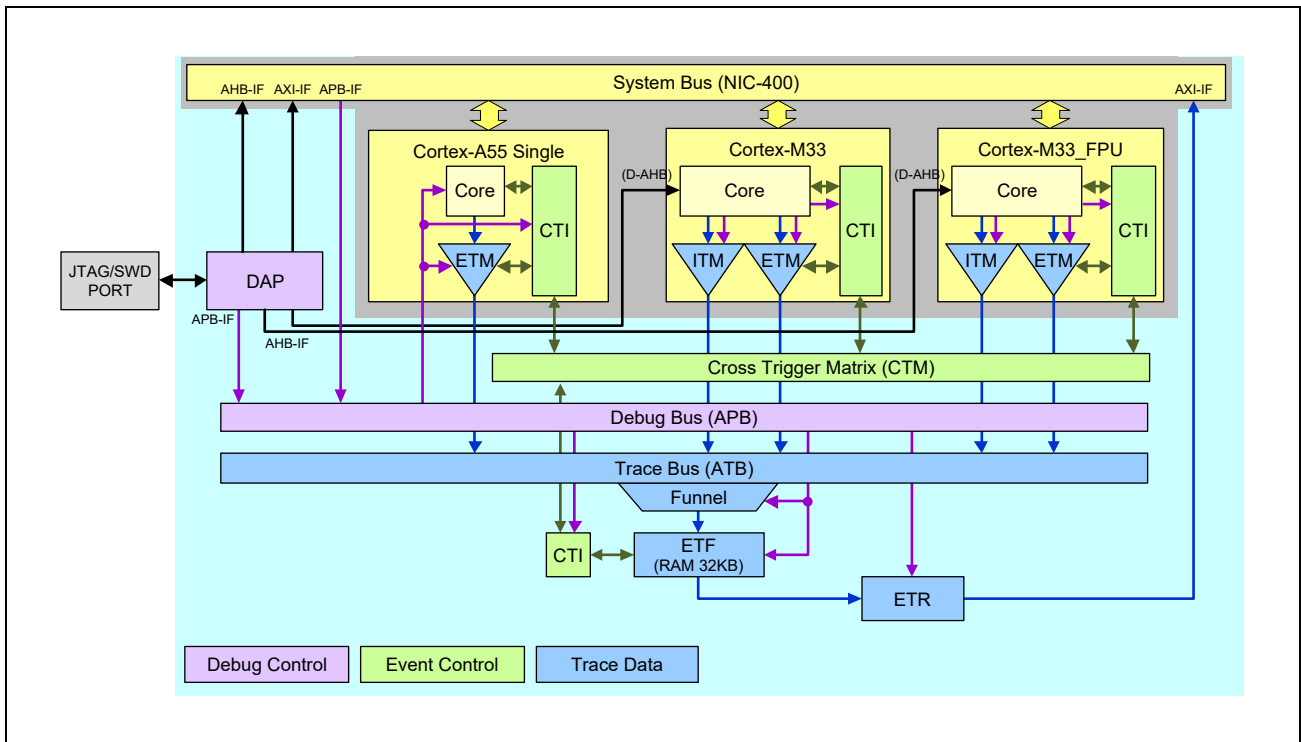 System Bus (NIC-400)
AHB-IF AXI-IF APB-IF
AXI-IF
Cortex-A55 Single
Cortex-M33
Cortex-M33_FPU
(D-AHB)
(D-AHB)
Core
Core
Core
CTI
CTI
CTI
ETM
ITM
ETM
ITM
ETM
JTAG/SWD
PORT
DAP
APB-IF
AHB-IF
Cross Trigger Matrix (CTM)
Debug Bus (APB)
Trace Bus (ATB)
Funnel
CTI
ETF
(RAM 32KB)
ETR
Debug Control
Event Control
Trace Data